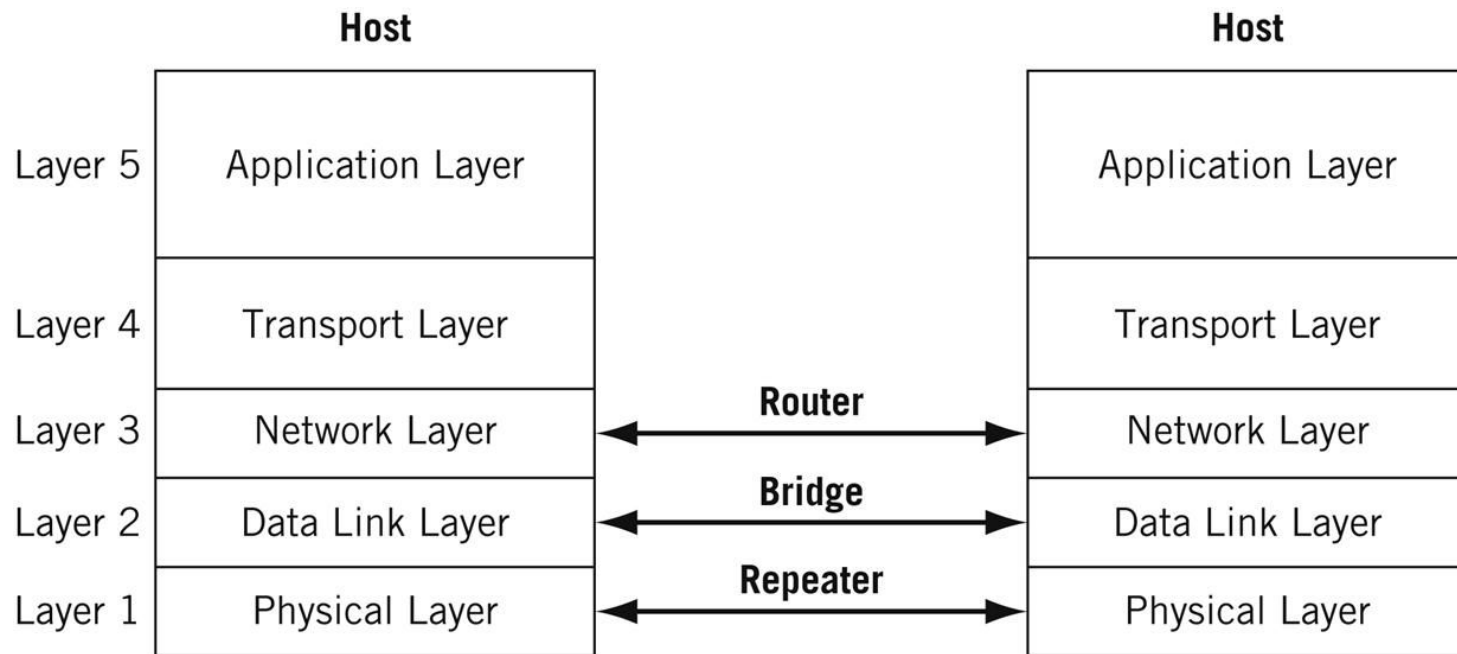 Host Host
Layer 5 Application Layer Application Layer
Layer 4 Transport Layer Transport Layer
Router
Layer 3 Network Layer Network Layer
Bridge
Layer 2 Data Link Layer Data Link Layer
Repeater
Layer 1 Physical Layer Physical Layer